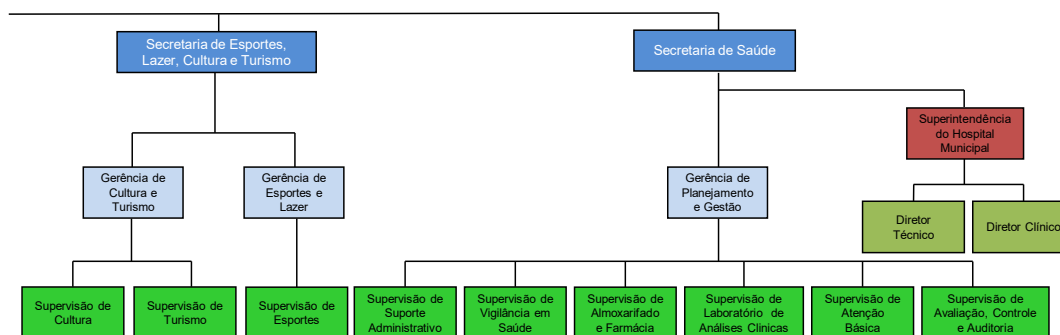 Secretaria de Esportes,
Lazer, Cultura e Turismo
Secretaria de Saúde
Superintendência
do Hospital
Municipal
Gerência de
Cultura e
Turismo
Gerência de
Esportes e
Lazer
Gerência de
Planejamento
e Gestão
Diretor
Técnico
Diretor Clínico
Supervisão de
Cultura
Supervisão de
Turismo
Supervisão de
Esportes
Supervisão de
Suporte
Administrativo
Supervisão de
Vigilância em
Saúde
Supervisão de
Almoxarifado
e Farmácia
Supervisão de
Laboratório de
Análises Clinicas
Supervisão de
Atenção
Básica
Supervisão de
Avaliação, Controle
e Auditoria